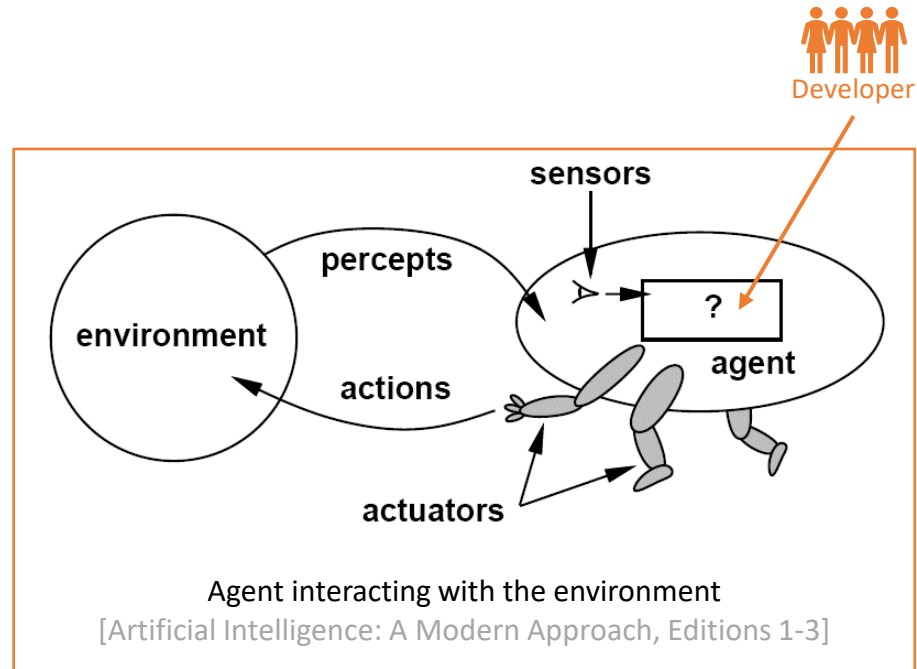 Developer
sensors
percepts
environment
?
agent
actions
actuators
Agent interacting with the environment
[Artificial Intelligence: A Modern Approach, Editions 1-3]